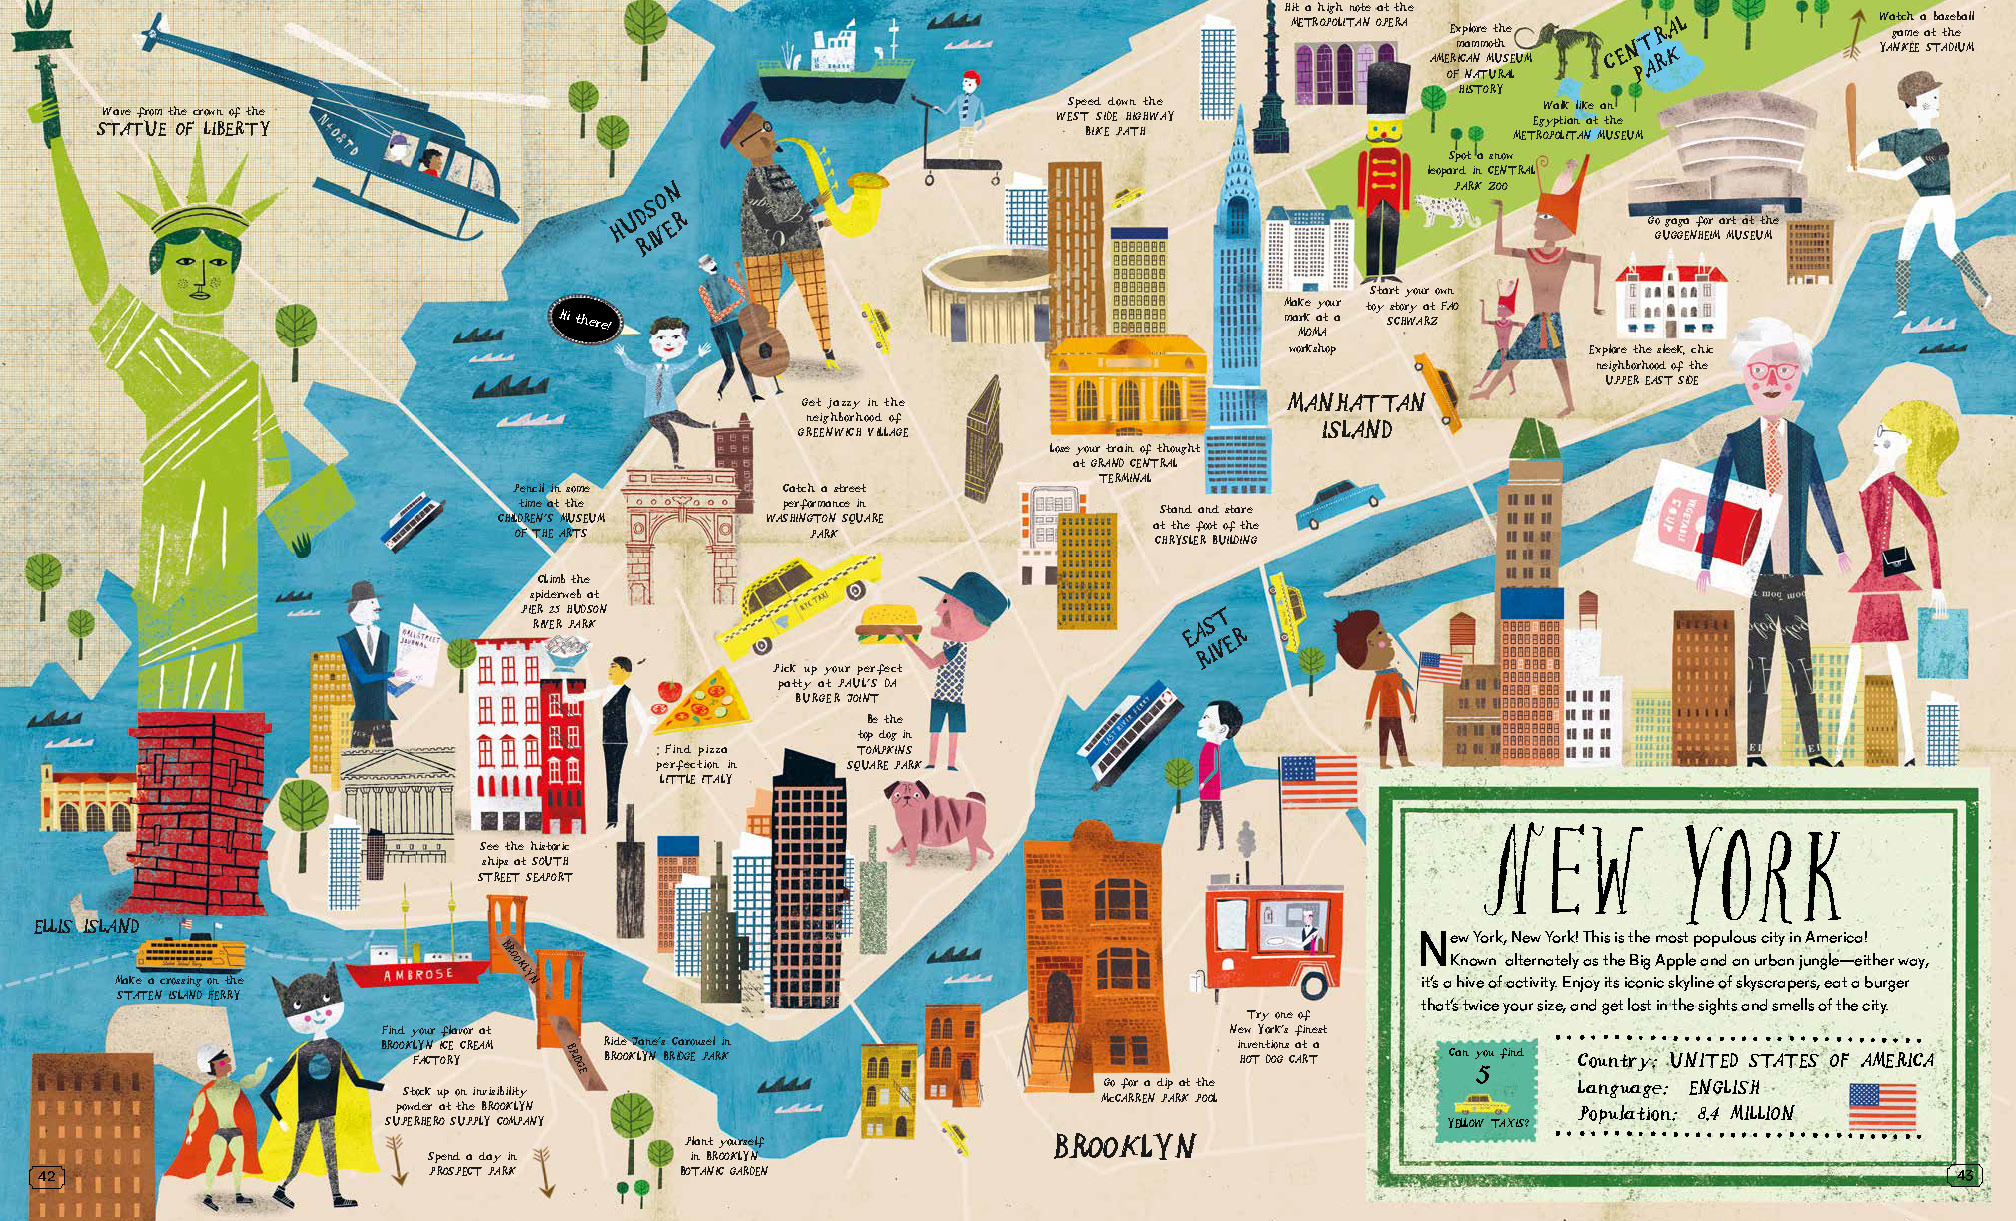 Hit a high note at the
METROPOLITAN OPERA
Explore the
mammoth
AMERICAN MUSEUM
OF NATURAL
HISTORY
CENTRAL
PARK
Watch a baseball
game at the
YANKEE STADIUM
Wave from the crown of the
STATUE OF LIBERTY
N408TD
Speed down the
WEST SIDE HIGHWAY
BIKE PATH
Walk like an
Egyptian at the
METROPOLITAN MUSEUM
Spot a snow
leopard in CENTRAL
PARK ZOO
HUDSON
RIVER
Go gaga for art at the
GUGGENHEIM MUSEUM
Hi there!
Make your
mark at a
MOMA
workshop
Start your own
toy story at FAO
SCHWARZ
Explore the sleek, chic
neighborhood of the
UPPER EAST SIDE
Get jazzy in the
neighborhood of
GREENWICH VILLAGE
MANHATTAN
ISLAND
Lose your train of thought
at GRAND CENTRAL
TERMINAL
Pencil in some
time at the
CHILDREN'S MUSEUM
OF THE ARTS
Catch a street
performance in
WASHINGTON SQUARE
PARK
Stand and stare
at the foot of the
CHRYSLER BUILDING
VEGETABLE
SOUP
Climb the
spiderweb at
PIER 25 HUDSON
RIVER PARK
NYC TAXI
WALL STREET
JOURNAL
EAST
RIVER
Pick up your perfect
patty at PAUL'S DA
BURGER JOINT
EAST RIVER FERRY
Be the
top dog in
TOMPKINS
SQUARE PARK
Find pizza
perfection in
LITTLE ITALY
See the historic
ships at SOUTH
STREET SEAPORT
ELLIS ISLAND
Staten Island Ferry
Make a crossing on the
STATEN ISLAND FERRY
AMBROSE
BROOKLYN
BRIDGE
Find your flavor at
BROOKLYN ICE CREAM
FACTORY
Ride Jane's Carousel in
BROOKLYN BRIDGE PARK
Stock up on invisibility
powder at the BROOKLYN
SUPERHERO SUPPLY COMPANY
Spend a day in
PROSPECT PARK
Plant yourself
in BROOKLYN
BOTANIC GARDEN
Try one of
New York's finest
inventions at a
HOT DOG CART
Go for a dip at the
McCARREN PARK POOL
BROOKLYN
NEW YORK
New York, New York! This is the most populous city in America!
Known alternately as the Big Apple and an urban jungle—either way,
it's a hive of activity. Enjoy its iconic skyline of skyscrapers, eat a burger
that's twice your size, and get lost in the sights and smells of the city.
Can you find
5
YELLOW TAXIS?
Country: UNITED STATES OF AMERICA
Language: ENGLISH
Population: 8.4 MILLION
42
43